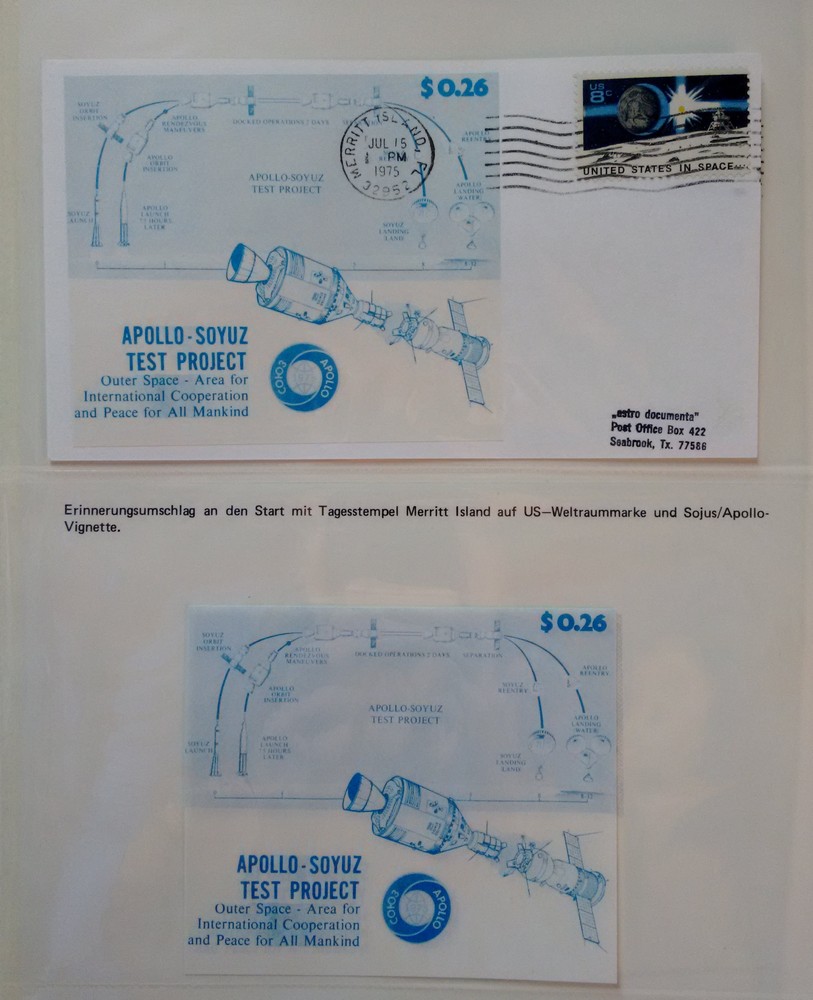 $0.26
SOYUZ
ORBIT
INSERTION
APOLLO
RENDEZVOUS
MANEUVERS
DOCKED OPERATIONS 2 DAYS
APOLLO
ORBIT
INSERTION
APOLLO-SOYUZ
TEST PROJECT
MERRITT ISLAND, FL
JUL 15
PM
1975
32952
US
8c
UNITED STATES IN SPACE...
APOLLO
LANDING
WATER
SOYUZ
LAUNCH
APOLLO
LAUNCH
HOURS
LATER
SOYUZ
LANDING
LAND
APOLLO-SOYUZ
TEST PROJECT
Outer Space - Area for
International Cooperation
and Peace for All Mankind
СОЮЗ APOLLO
„astro documenta"
Post Office Box 422
Seabrook, Tx. 77586
Erinnerungsumschlag an den Start mit Tagesstempel Merritt Island auf US—Weltraummarke und Sojus/Apollo-
Vignette.
$0.26
SOYUZ
ORBIT
INSERTION
APOLLO
RENDEZVOUS
MANEUVERS
DOCKED OPERATIONS 2 DAYS
SEPARATION
APOLLO
REENTRY
SOYUZ
REENTRY
APOLLO
ORBIT
INSERTION
APOLLO-SOYUZ
TEST PROJECT
APOLLO
LANDING
WATER
SOYUZ
LAUNCH
APOLLO
LAUNCH
HOURS
LATER
SOYUZ
LANDING
LAND
APOLLO-SOYUZ
TEST PROJECT
Outer Space - Area for
International Cooperation
and Peace for All Mankind
СОЮЗ APOLLO